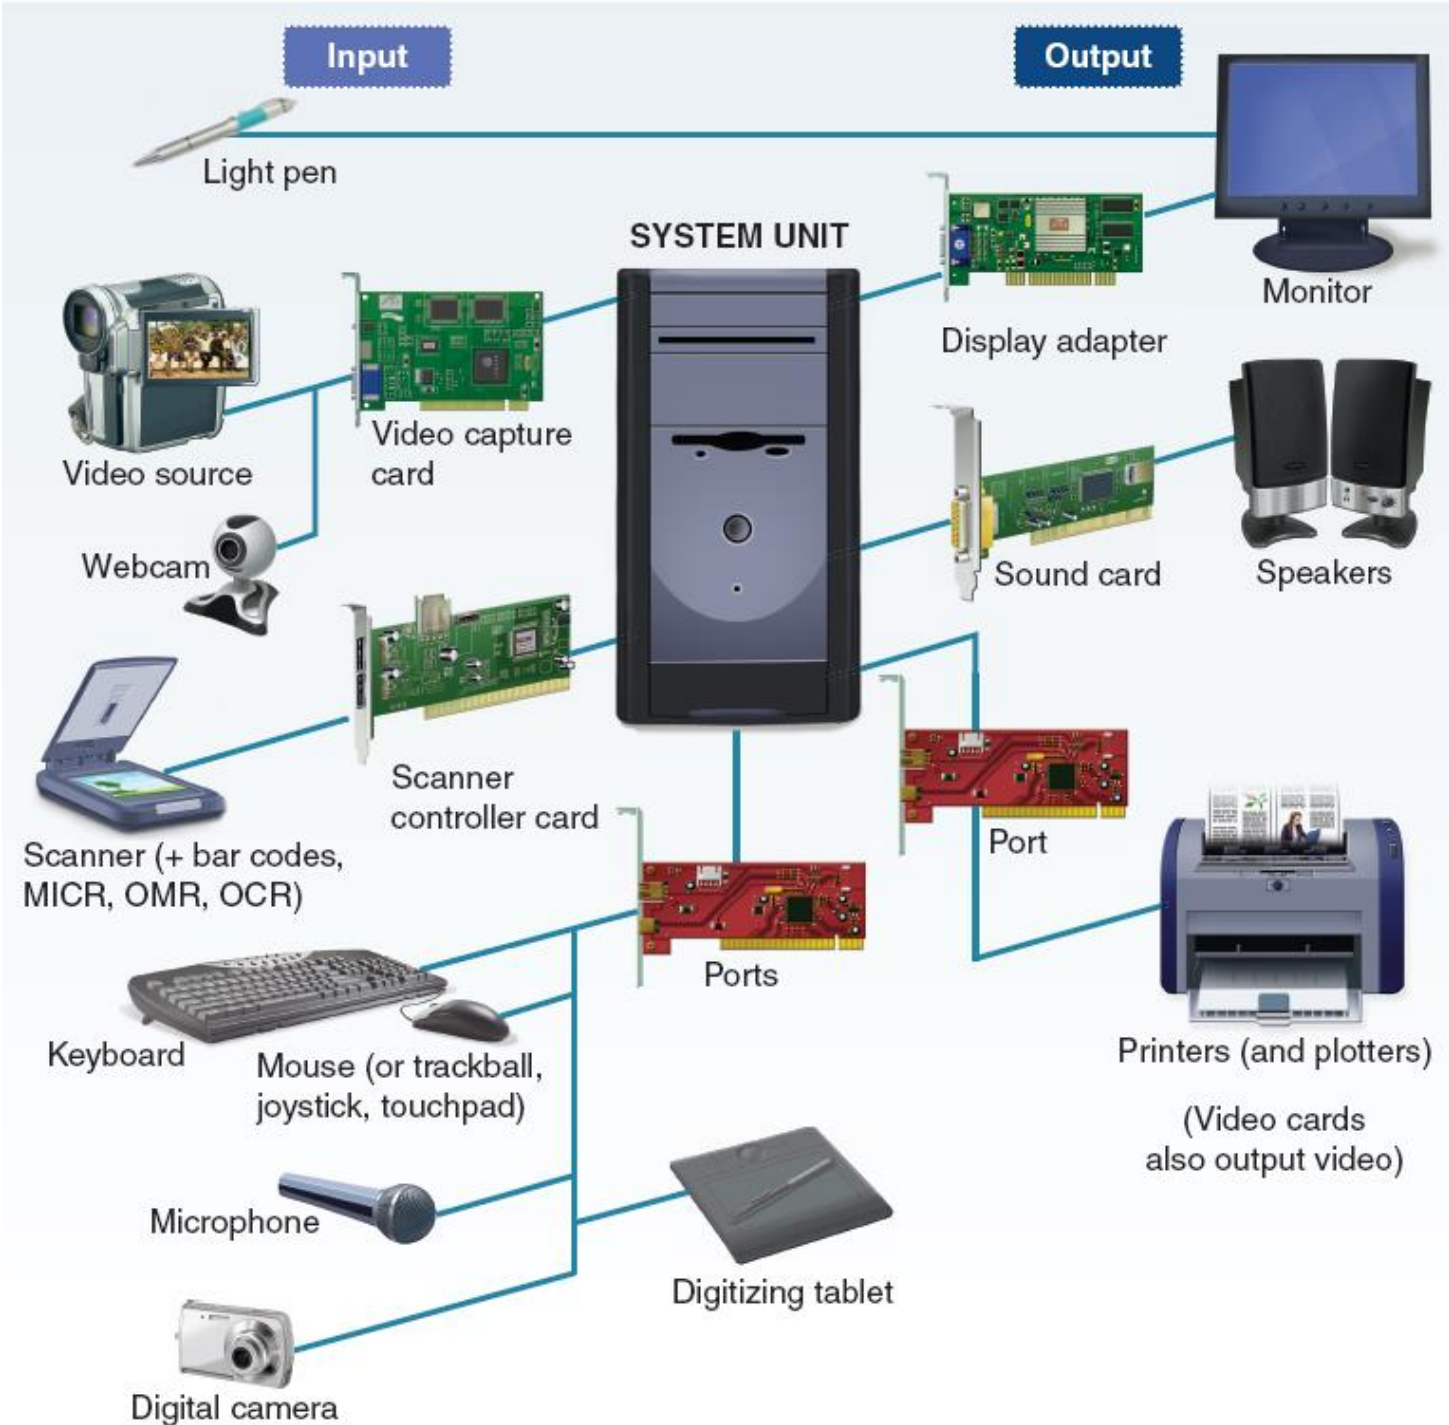 Input
Output
Light pen
SYSTEM UNIT
Monitor
Display adapter
Video capture
card
Video source
Webcam
Sound card
Speakers
Scanner
controller card
Port
Scanner (+ bar codes,
MICR, OMR, OCR)
Ports
Keyboard
Mouse (or trackball,
joystick, touchpad)
Printers (and plotters)
(Video cards
also output video)
Microphone
Digitizing tablet
Digital camera